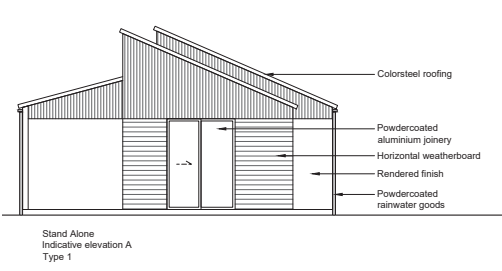 Colorsteel roofing
Powdercoated
aluminium joinery
Horizontal weatherboard
Rendered finish
Powdercoated
rainwater goods
Stand Alone
Indicative elevation A
Type 1